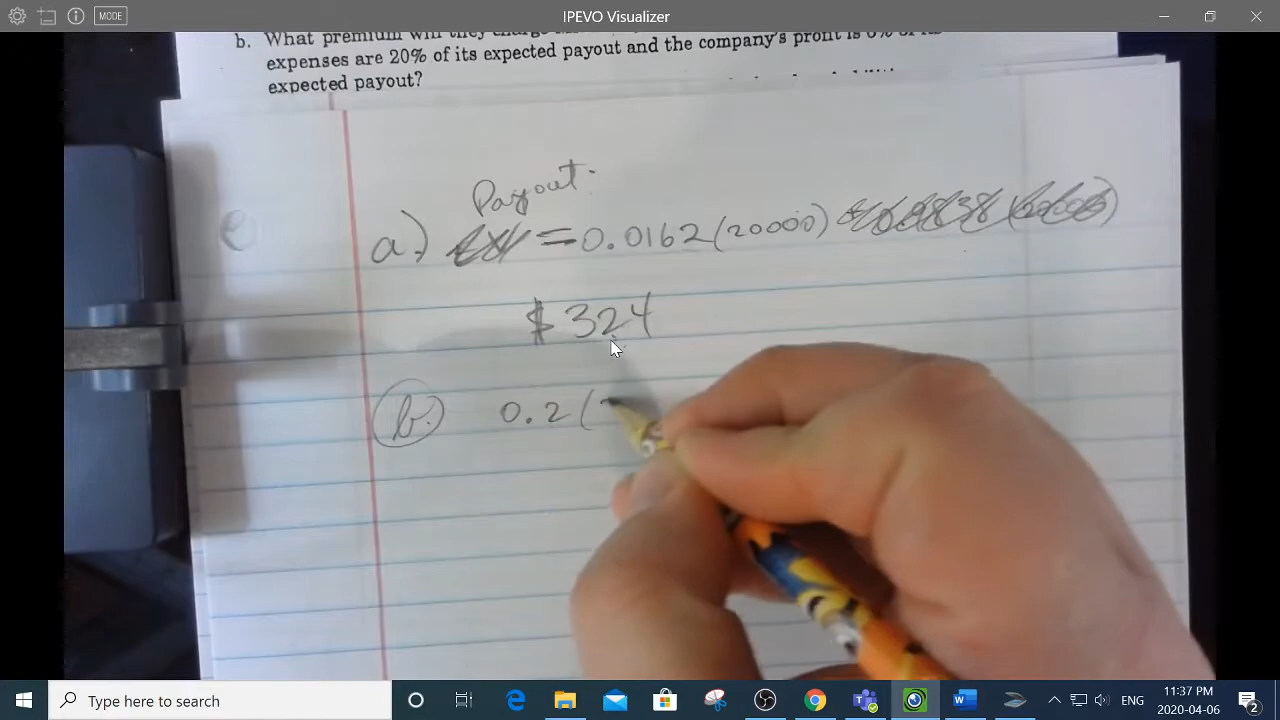 IPEVO Visualizer
MODE
b. What premium will they
expenses are 20% of its expected payout and the company's profit is
expected payout?
Payout.
a.) = 0.0162(20000)
$324
b.) 0.2(
Type here to search
ENG
11:37 PM
2020-04-06
2